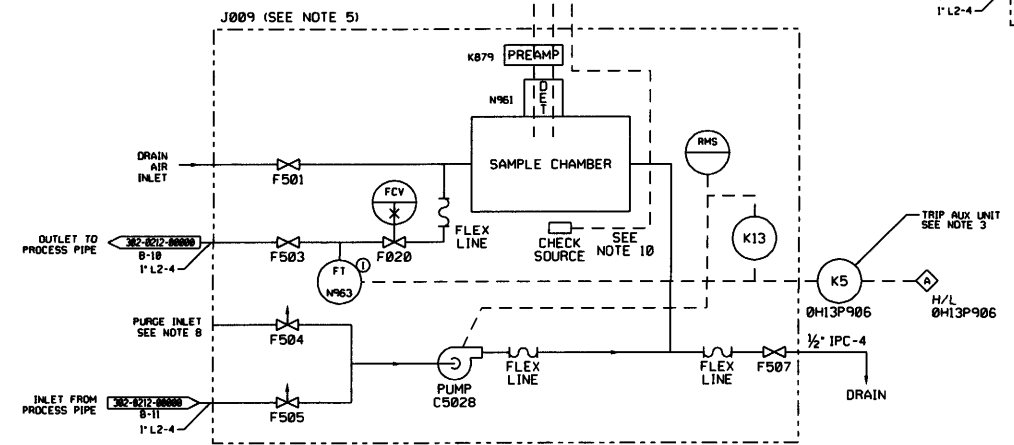 J009 (SEE NOTE 5)
1" L2-4
K879
PREAMP
N961
DET
DRAIN
AIR
INLET
F501
SAMPLE CHAMBER
RMS
FCV
OUTLET TO
PROCESS PIPE
302-0212-00000
B-10
1" L2-4
F503
F020
FLEX
LINE
CHECK
SOURCE
SEE
NOTE 10
K13
TRIP AUX UNIT
SEE NOTE 3
FT
N963
1
K5
0H13P906
A
H/L
0H13P906
PURGE INLET
SEE NOTE 8
F504
1/2" IPC-4
FLEX
LINE
FLEX
LINE
F507
PUMP
C5028
DRAIN
INLET FROM
PROCESS PIPE
302-0212-00000
B-11
1" L2-4
F505